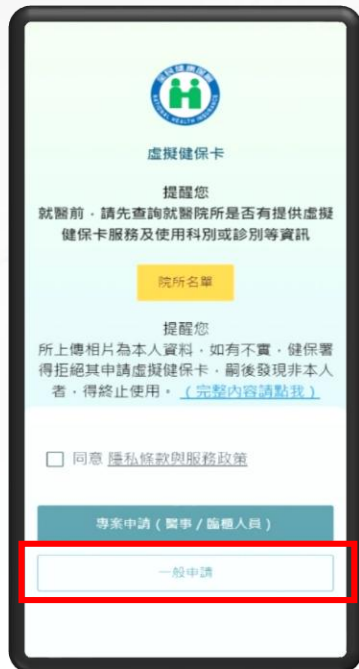 全民健康保險
NATIONAL HEALTH INSURANCE
虛擬健保卡
提醒您
就醫前，請先查詢就醫院所是否有提供虛擬
健保卡服務及使用科別或診別等資訊
院所名單
提醒您
所上傳相片為本人資料，如有不實，健保署
得拒絕其申請虛擬健保卡，嗣後發現非本人
者，得終止使用。（完整內容請點我）
同意 隱私條款與服務政策
專案申請（醫事/臨櫃人員）
一般申請